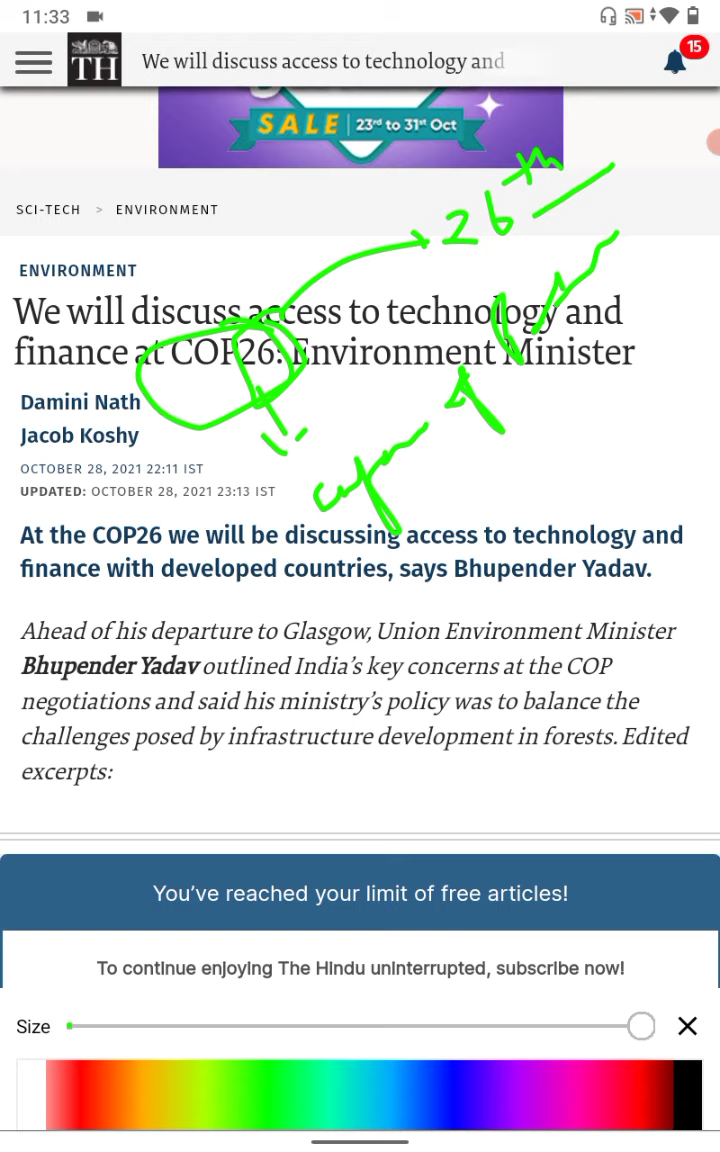 11:33
TH
We will discuss access to technology and
15
SALE | 23rd to 31st Oct
26th
SCI-TECH > ENVIRONMENT
ENVIRONMENT
We will discuss access to technology and
finance at COP26: Environment Minister
Damini Nath
Jacob Koshy
OCTOBER 28, 2021 22:11 IST
UPDATED: OCTOBER 28, 2021 23:13 IST
At the COP26 we will be discussing access to technology and
finance with developed countries, says Bhupender Yadav.
Ahead of his departure to Glasgow, Union Environment Minister
Bhupender Yadav outlined India's key concerns at the COP
negotiations and said his ministry's policy was to balance the
challenges posed by infrastructure development in forests. Edited
excerpts:
You've reached your limit of free articles!
To continue enjoying The Hindu uninterrupted, subscribe now!
Size